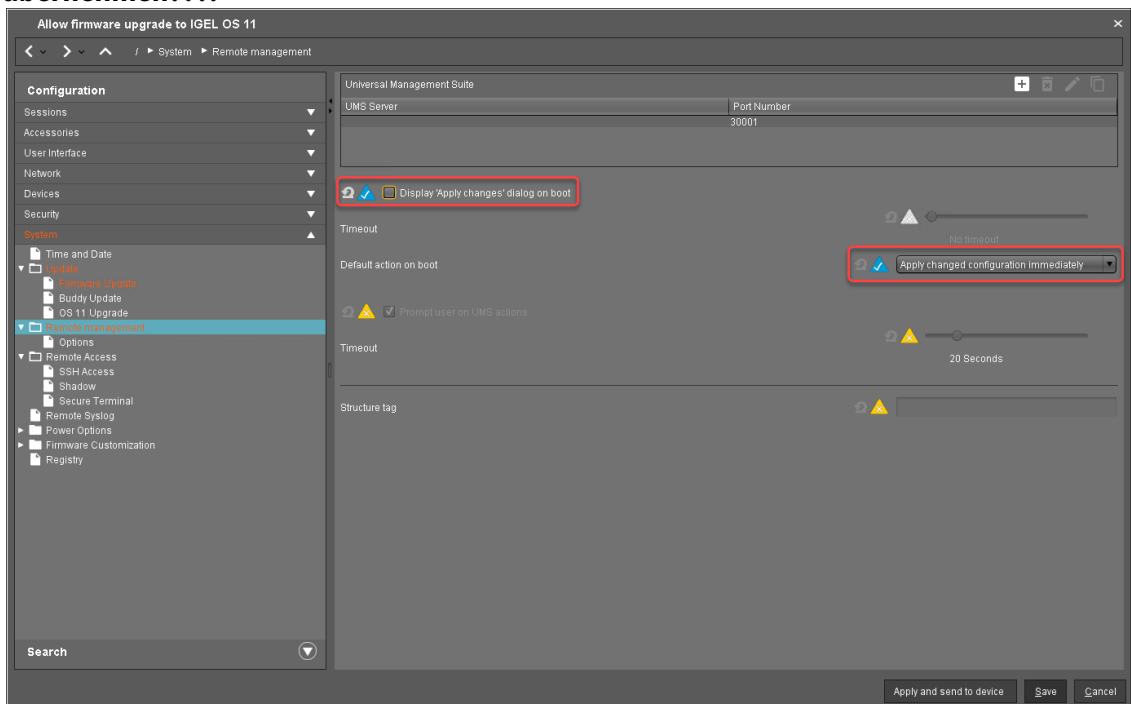 Allow firmware upgrade to IGEL OS 11
/ ► System ► Remote management
Configuration
Sessions
Accessories
User Interface
Network
Devices
Security
System
Time and Date
Update
Firmware Update
Buddy Update
OS 11 Upgrade
Remote management
Options
Remote Access
SSH Access
Shadow
Secure Terminal
Remote Syslog
Power Options
Firmware Customization
Registry
Search
Universal Management Suite
UMS Server Port Number
30001
Display 'Apply changes' dialog on boot
Timeout
No timeout
Default action on boot Apply changed configuration immediately
Prompt user on UMS actions
Timeout
20 Seconds
Structure tag
Apply and send to device Save Cancel